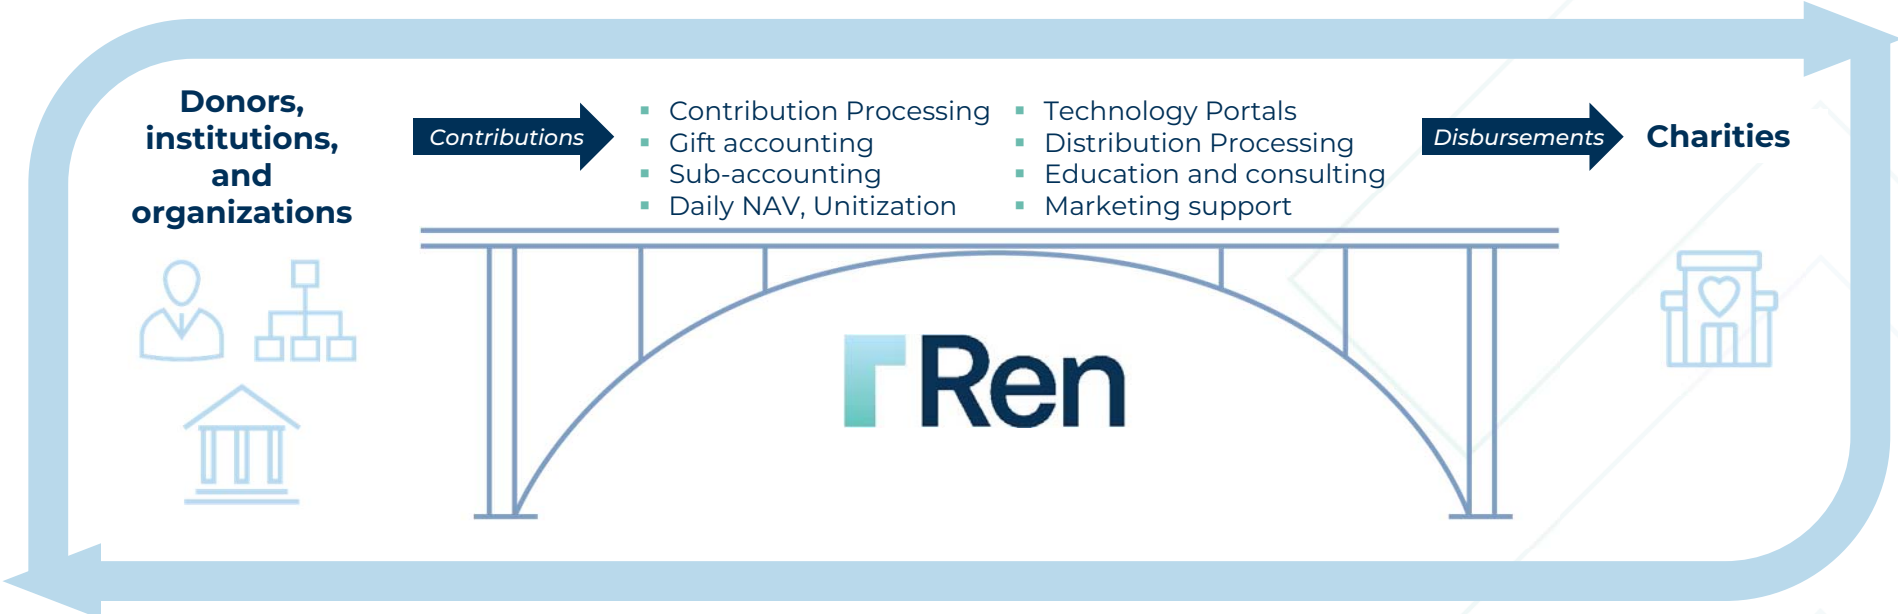 Donors,
institutions,
and
organizations
Contributions
▪ Contribution Processing
▪ Gift accounting
▪ Sub-accounting
▪ Daily NAV, Unitization
▪ Technology Portals
▪ Distribution Processing
▪ Education and consulting
▪ Marketing support
Disbursements
Charities
Ren